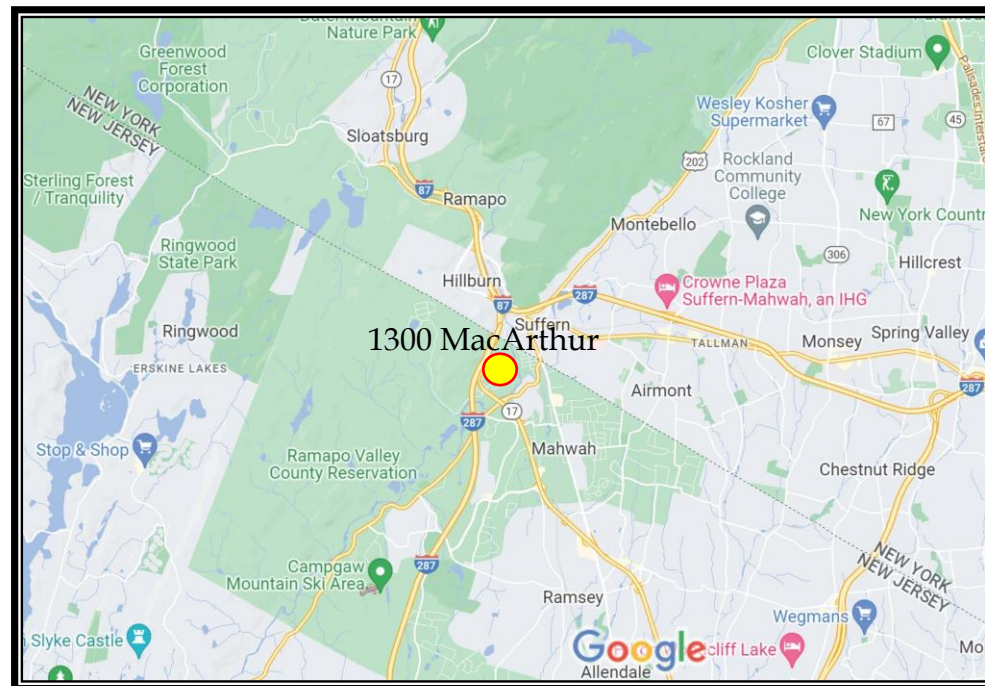 Nature Park
Greenwood
Forest
Corporation
Clover Stadium
17
NEW YORK
NEW JERSEY
Wesley Kosher
Supermarket
67
45
Palisades Interstate
Sloatsburg
202
Rockland
Community
College
Sterling Forest
/ Tranquility
87
Ramapo
New York Countr
Montebello
Ringwood
State Park
306
Hillcrest
Hillburn
Crowne Plaza
Suffern-Mahwah, an IHG
287
87
Suffern
Ringwood
1300 MacArthur
TALLMAN
Monsey
Spring Valley
ERSKINE LAKES
Airmont
287
17
287
Stop & Shop
Ramapo Valley
County Reservation
Mahwah
Chestnut Ridge
NEW YORK
NEW JERSEY
Campgaw
Mountain Ski Area
287
Ramsey
Wegmans
Slyke Castle
Google
cliff Lake
Mo
Allendale